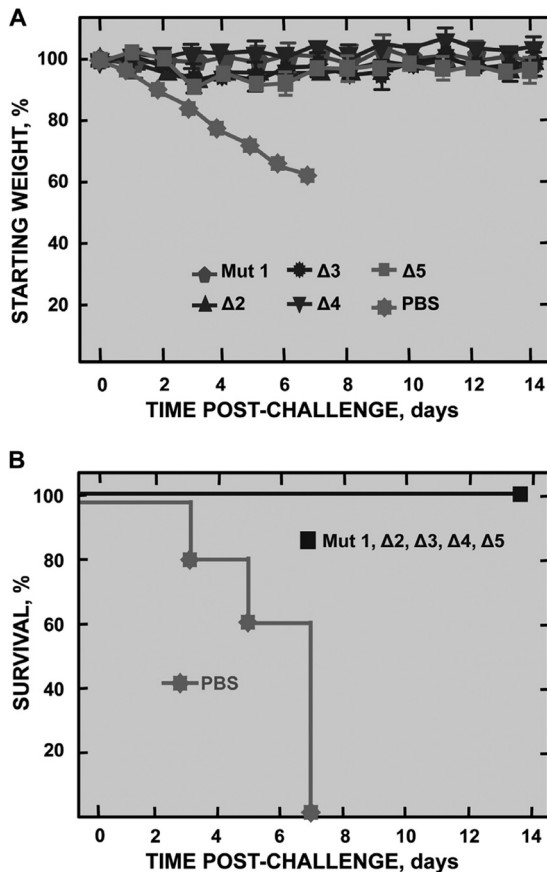 A
STARTING WEIGHT, %
100
80
60
40
20
Mut 1 Δ3 Δ5
Δ2 Δ4 PBS
0 2 4 6 8 10 12 14
TIME POST-CHALLENGE, days
B
SURVIVAL, %
100
80
60
40
20
Mut 1, Δ2, Δ3, Δ4, Δ5
PBS
0 2 4 6 8 10 12 14
TIME POST-CHALLENGE, days